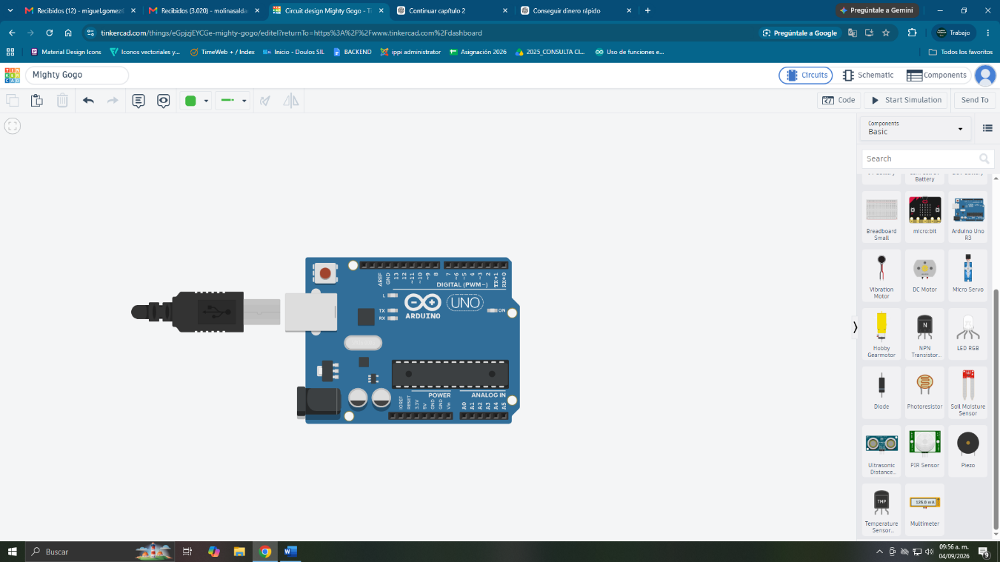 Recibidos (12) - miguel.gomez
Recibidos (3.020) - molinasalda
Circuit design Mighty Gogo - Ti
Continuar capítulo 2
Conseguir dinero rápido
Pregúntale a Gemini
tinkercad.com/things/eGpjzjEYCGe-mighty-gogo/editel?returnTo=https%3A%2F%2Fwww.tinkercad.com%2Fdashboard
Pregúntale a Google
Trabajo
Material Design Icons
Iconos vectoriales y...
TimeWeb + / Index
Inicio - Doulos SIL
BACKEND
ippi administrator
Asignación 2026
2025_CONSULTA CI...
Uso de funciones e...
Todos los favoritos
TIN
KER
CAD
Mighty Gogo
Circuits
Schematic
Components
Code
Start Simulation
Send To
Components
Basic
Search
Battery
Breadboard Small
micro:bit
Arduino Uno R3
Vibration Motor
DC Motor
Micro Servo
Hobby Gearmotor
N
NPN Transistor...
LED RGB
Diode
Photoresistor
Soil Moisture Sensor
Ultrasonic Distance...
PIR Sensor
Piezo
TMP
Temperature Sensor...
125.0 mA
Multimeter
AREF
GND
13
12
~11
~10
~9
8
7
~6
~5
4
~3
2
TX→1
RX←0
DIGITAL (PWM~)
L
TX
RX
UNO
ARDUINO
ON
POWER
ANALOG IN
IOREF
RESET
3.3V
5V
GND
GND
Vin
A0
A1
A2
A3
A4
A5
Buscar
09:56 a. m.
04/09/2026
9